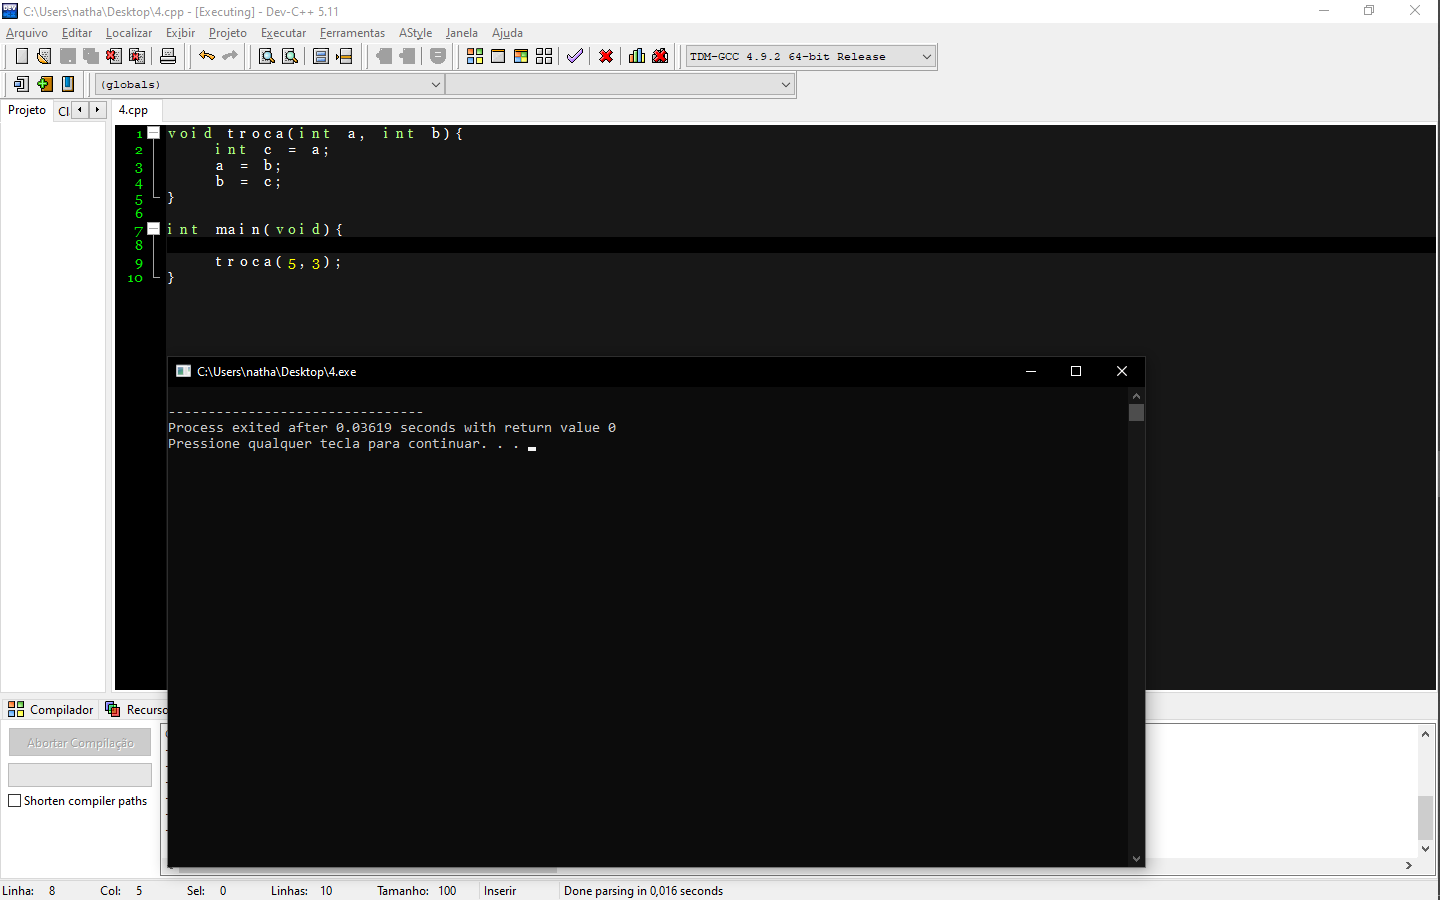 C:\Users\natha\Desktop\4.cpp - [Executing] - Dev-C++ 5.11
Arquivo Editar Localizar Exibir Projeto Executar Ferramentas AStyle Janela Ajuda
TDM-GCC 4.9.2 64-bit Release
(globals)
Projeto Cl 4.cpp
1 void troca(int a, int b){
2 int c = a;
3 a = b;
4 b = c;
5 }
6
7 int main(void){
8
9 troca(5,3);
10 }
C:\Users\natha\Desktop\4.exe
--------------------------------
Process exited after 0.03619 seconds with return value 0
Pressione qualquer tecla para continuar. . .
Compilador Recurso
Abortar Compilação
Shorten compiler paths
Linha: 8 Col: 5 Sel: 0 Linhas: 10 Tamanho: 100 Inserir Done parsing in 0,016 seconds